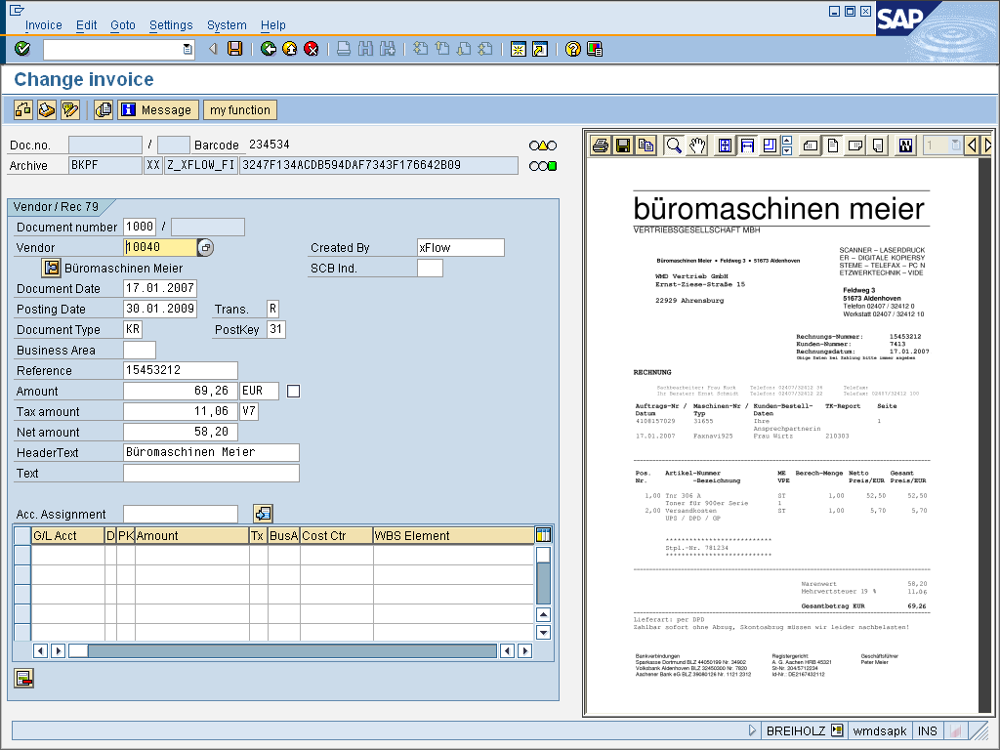 Invoice Edit Goto Settings System Help
SAP
Change invoice
Message my function
Doc.no. / Barcode 234534
Archive BKPF XX Z_XFLOW_FI 3247F134ACDB594DAF7343F176642B09
Vendor / Rec 79
Document number 1000 /
Vendor 10040 Created By xFlow
Büromaschinen Meier SCB Ind.
Document Date 17.01.2007
Posting Date 30.01.2009 Trans. R
Document Type KR PostKey 31
Business Area
Reference 15453212
Amount 69,26 EUR
Tax amount 11,06 V7
Net amount 58,20
HeaderText Büromaschinen Meier
Text
Acc. Assignment
G/L Acct D PK Amount Tx BusA Cost Ctr WBS Element
1
büromaschinen meier
VERTRIEBSGESELLSCHAFT MBH
SCANNER – LASERDRUCK
ER – DIGITALE KOPIERSY
STEME – TELEFAX – PC N
ETZWERKTECHNIK – VIDE
Büromaschinen Meier • Feldweg 3 • 51673 Aldenhoven
WMD Vertrieb GmbH
Ernst-Ziese-Straße 15
22929 Ahrensburg
Feldweg 3
51673 Aldenhoven
Telefon 02407 / 32412 0
Werkstatt 02407 / 32412 10
Rechnungs-Nummer: 15453212
Kunden-Nummer: 7413
Rechnungsdatum: 17.01.2007
Obige Daten bei Zahlung bitte immer angeben
RECHNUNG
Sachbearbeiter: Frau Kork Telefon: 02407/32412 36 Telefax:
Ihr Berater: Ernst Schmidt Telefon: 02407/32412 22 Telefax: 02407/32412 100
Auftrags-Nr / Maschinen-Nr / Kunden-Bestell- TK-Report Seite
Datum Typ Daten
4108157029 31655 Ihre 1
Ansprechpartnerin
17.01.2007 Faxnavi925 Frau Wirtz 210303
Pos. Artikel-Nummer ME Berech-Menge Netto Gesamt
Nr. -Bezeichnung VPE Preis/EUR Preis/EUR
1,00 Tnr 306 A ST 1,00 52,50 52,50
Toner für 900er Serie 1
2,00 Versandkosten ST 1,00 5,70 5,70
UPS / DPD / GP
**************************
Stpl.-Nr. 781234
**************************
Warenwert 58,20
Mehrwertsteuer 19 % 11,06
Gesamtbetrag EUR 69,26
Lieferart: per DPD
Zahlbar sofort ohne Abzug, Skontoabzug müssen wir leider nachbelasten!
Bankverbindungen Registergericht Geschäftsführer
Sparkasse Dortmund BLZ 44050199 Nr. 34902 A. G. Aachen HRB 45321 Peter Meier
Volksbank Aldenhoven BLZ 32450300 Nr. 7830 St-Nr. 204/5712234
Aachener Bank eG BLZ 39080126 Nr. 1121 2312 Id-Nr.: DE2167432112
BREIHOLZ wmdsapk INS